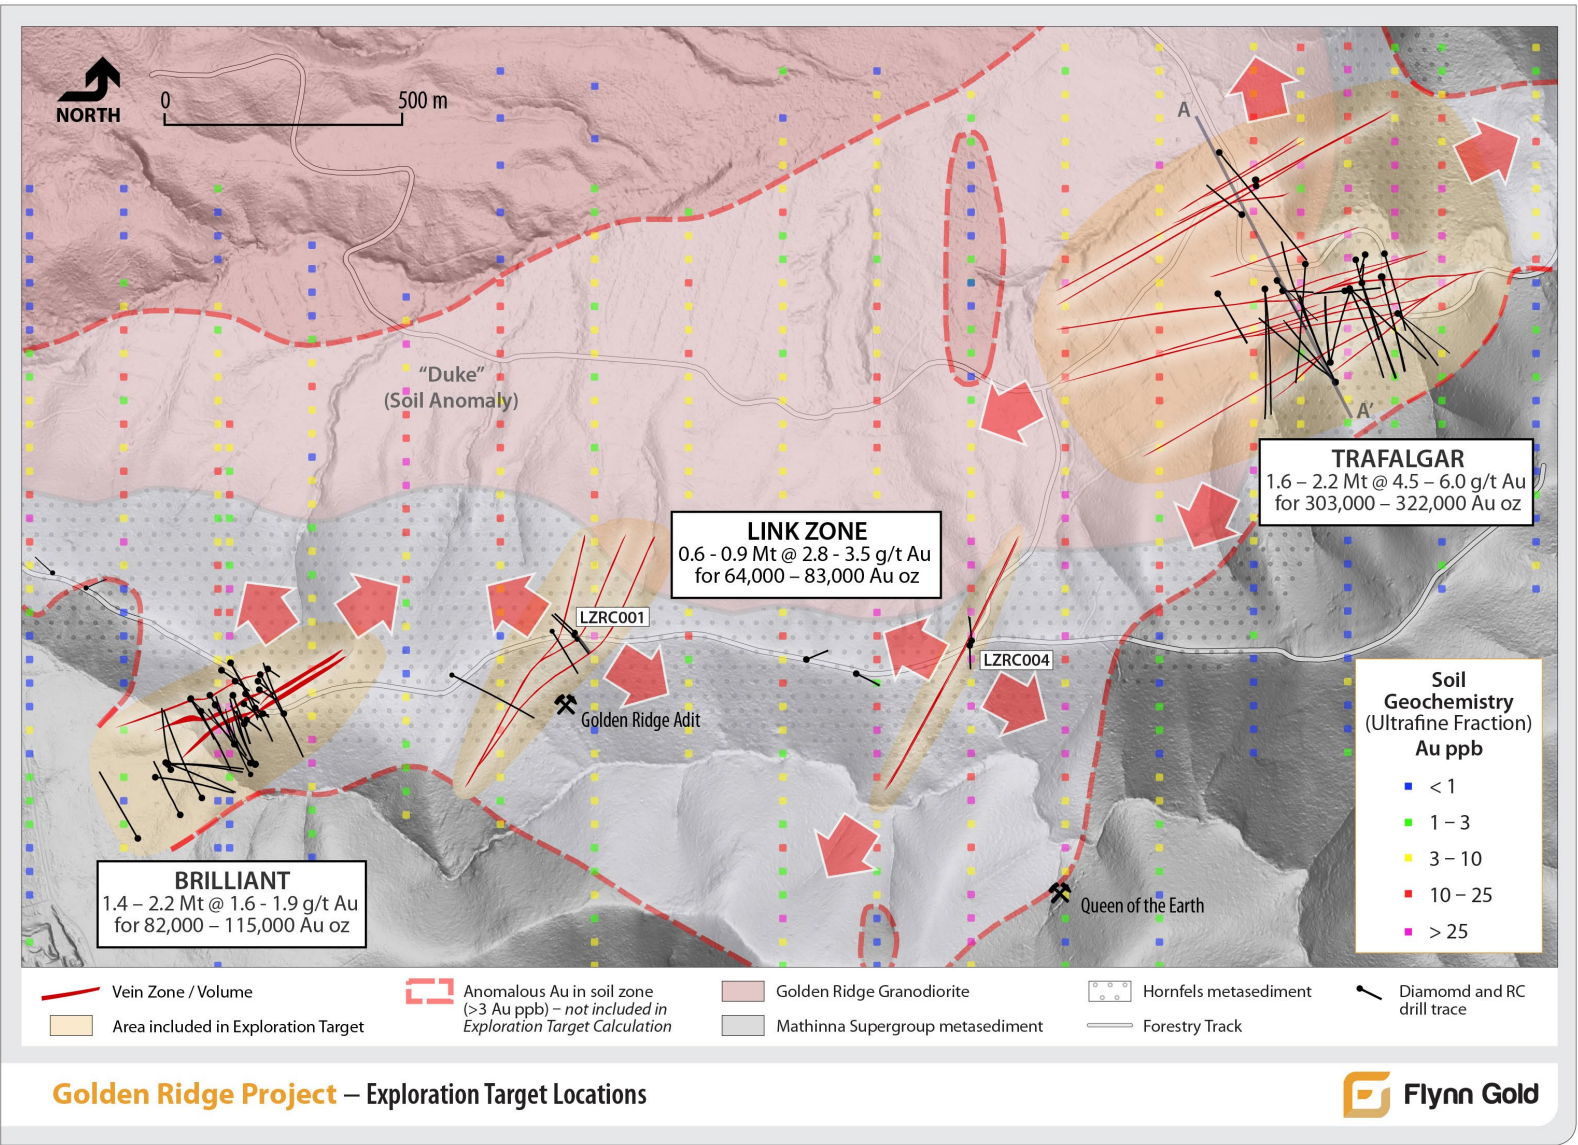 NORTH
0
500 m
A
"Duke"
(Soil Anomaly)
A'
TRAFALGAR
1.6 – 2.2 Mt @ 4.5 – 6.0 g/t Au
for 303,000 – 322,000 Au oz
LINK ZONE
0.6 - 0.9 Mt @ 2.8 - 3.5 g/t Au
for 64,000 – 83,000 Au oz
LZRC001
LZRC004
Golden Ridge Adit
Queen of the Earth
BRILLIANT
1.4 – 2.2 Mt @ 1.6 - 1.9 g/t Au
for 82,000 – 115,000 Au oz
Soil
Geochemistry
(Ultrafine Fraction)
Au ppb
< 1
1 – 3
3 – 10
10 – 25
> 25
Vein Zone / Volume
Area included in Exploration Target
Anomalous Au in soil zone
(>3 Au ppb) – not included in
Exploration Target Calculation
Golden Ridge Granodiorite
Mathinna Supergroup metasediment
Hornfels metasediment
Forestry Track
Diamomd and RC
drill trace
Golden Ridge Project – Exploration Target Locations
Flynn Gold